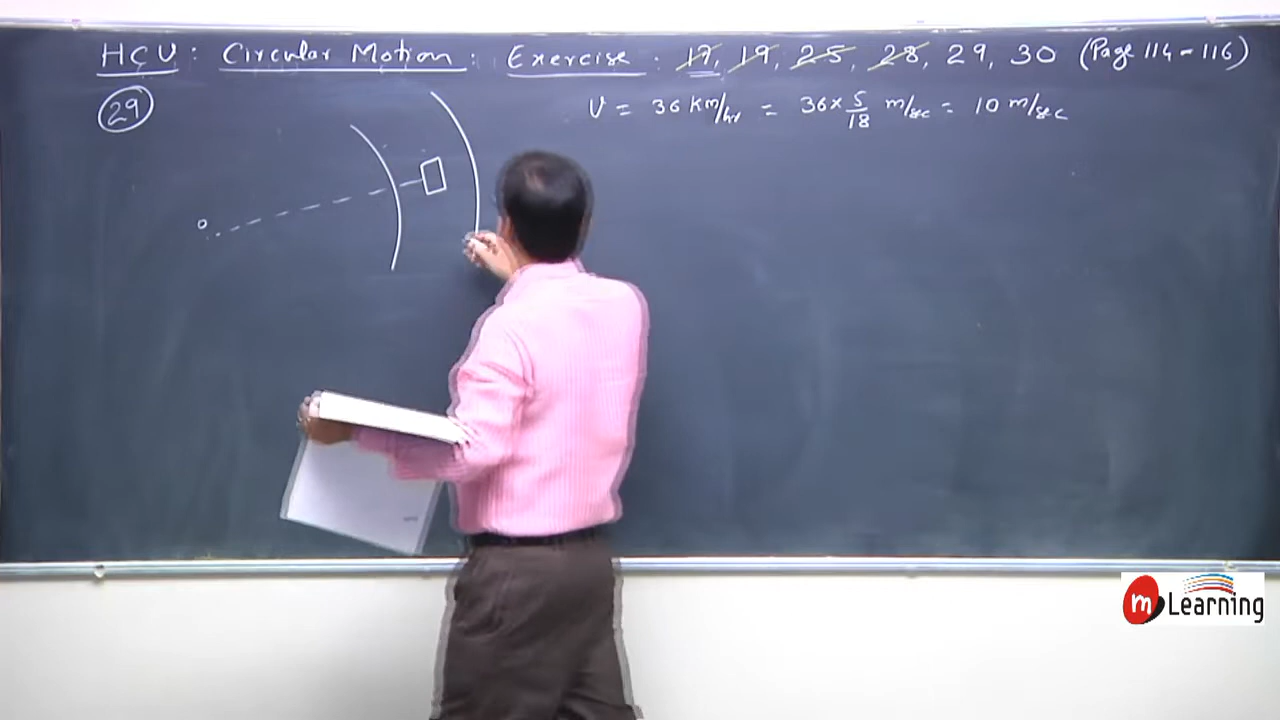 HCV : Circular Motion : Exercise : 17, 19, 25, 28, 29, 30 (Page 114 - 116)
29
V = 36 Km/hr = 36 × 5/18 m/sec = 10 m/sec
O
m Learning